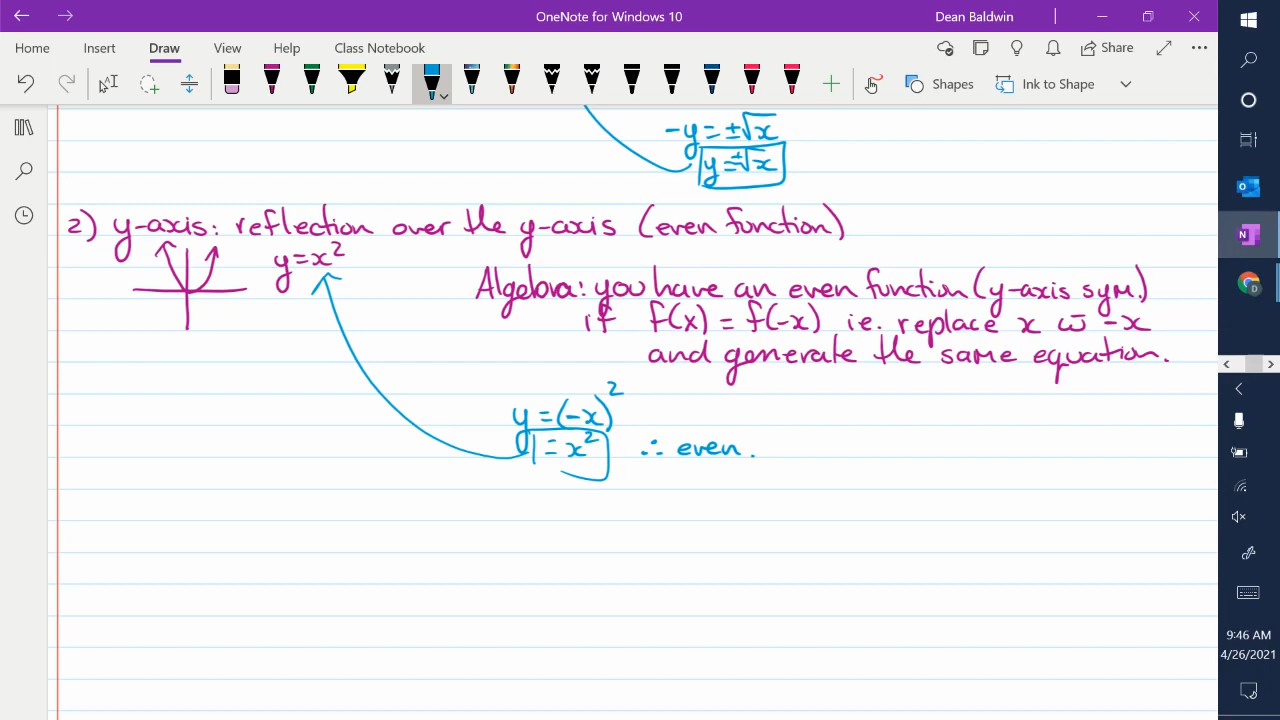 OneNote for Windows 10
Dean Baldwin
Home Insert Draw View Help Class Notebook
Share
Shapes
Ink to Shape
-y = ±√x
y = ±√x
2) y-axis: reflection over the y-axis (even function)
y = x²
Algebra: you have an even function (y-axis sym.)
if f(x) = f(-x) i.e. replace x w̅ -x
and generate the same equation.
y = (-x)²
= x² ∴ even.
9:46 AM
4/26/2021